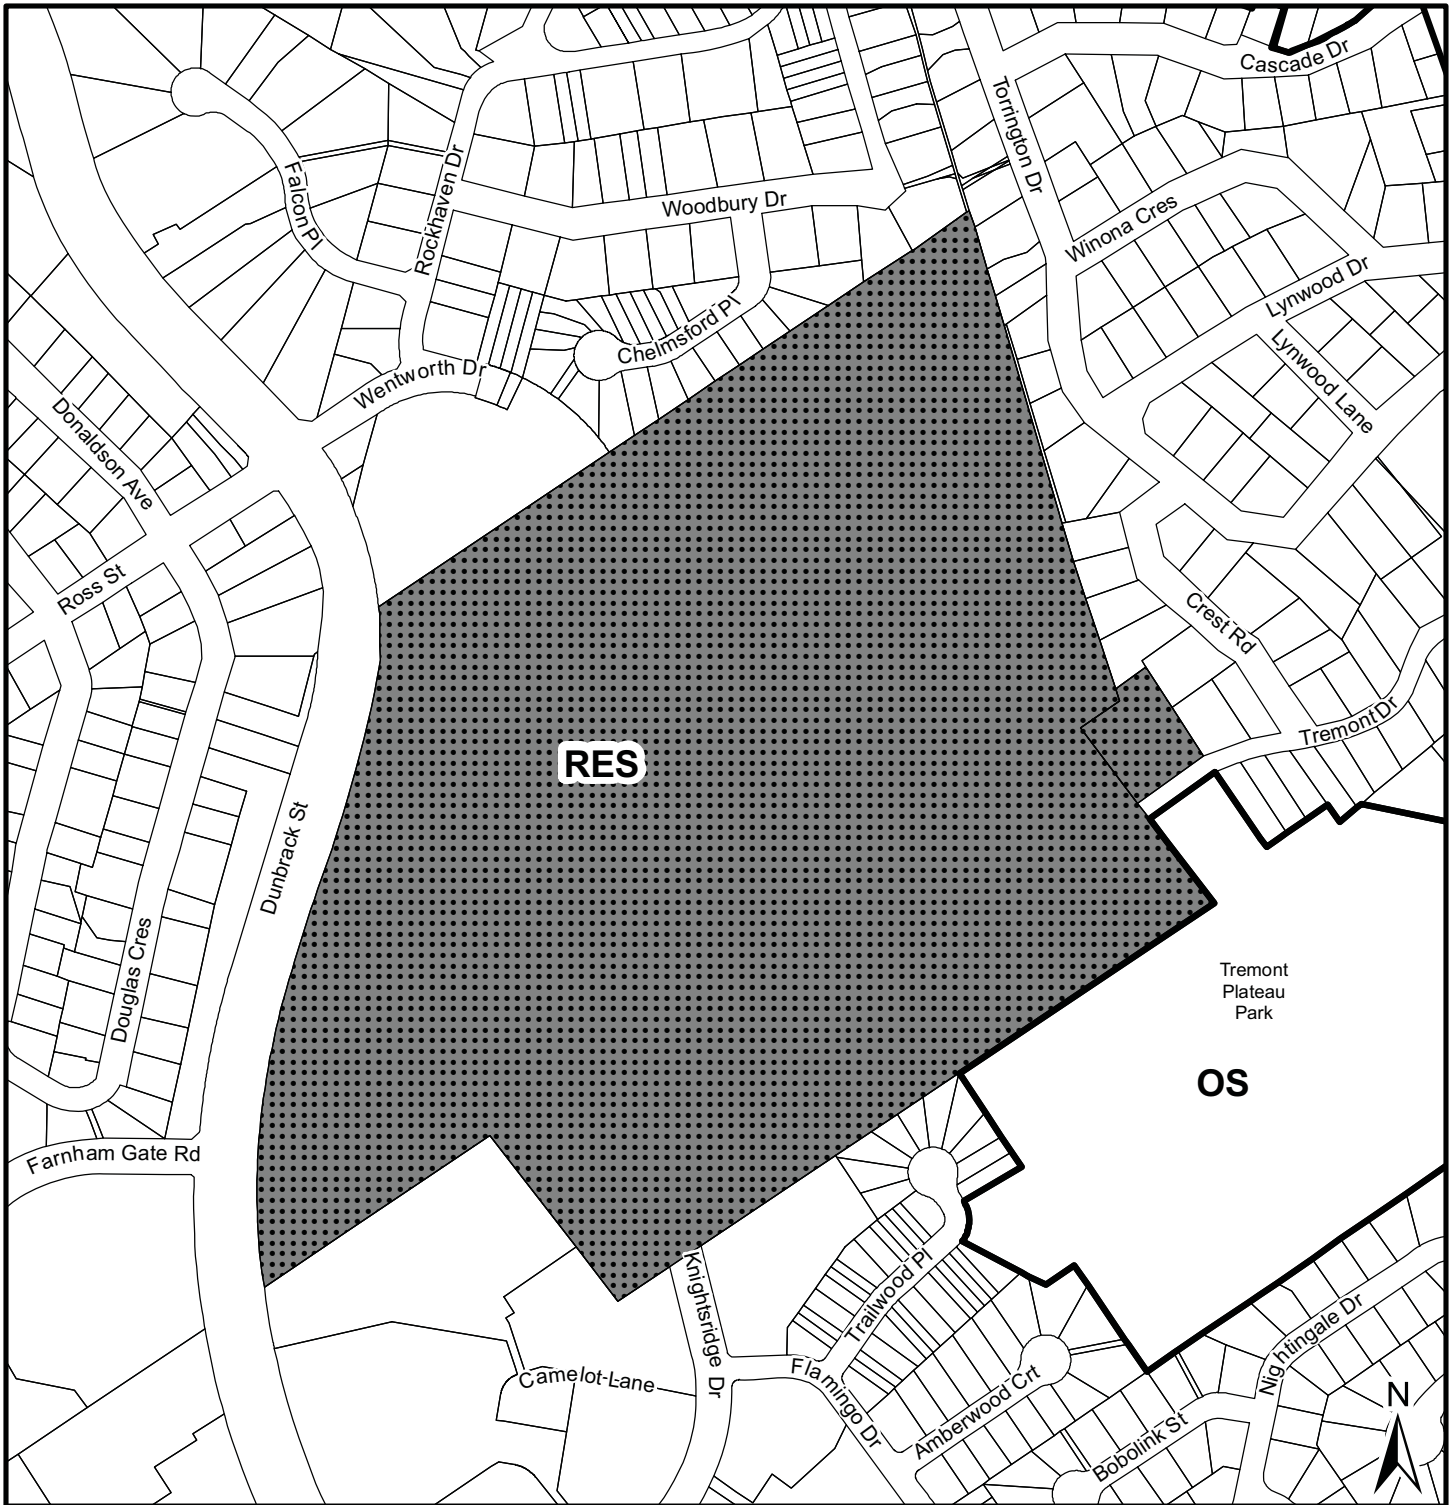 Cascade Dr
Torrington Dr
Falcon Pl
Rockhaven Dr
Woodbury Dr
Winona Cres
Lynwood Dr
Chelmsford Pl
Lynwood Lane
Wentworth Dr
Donaldson Ave
Ross St
Crest Rd
Tremont Dr
RES
Dunbrack St
Douglas Cres
Tremont
Plateau
Park
OS
Farnham Gate Rd
Knightsridge Dr
Trailwood Pl
Nightingale Dr
Camelot Lane
Flamingo Dr
Amberwood Crt
Bobolink St
N